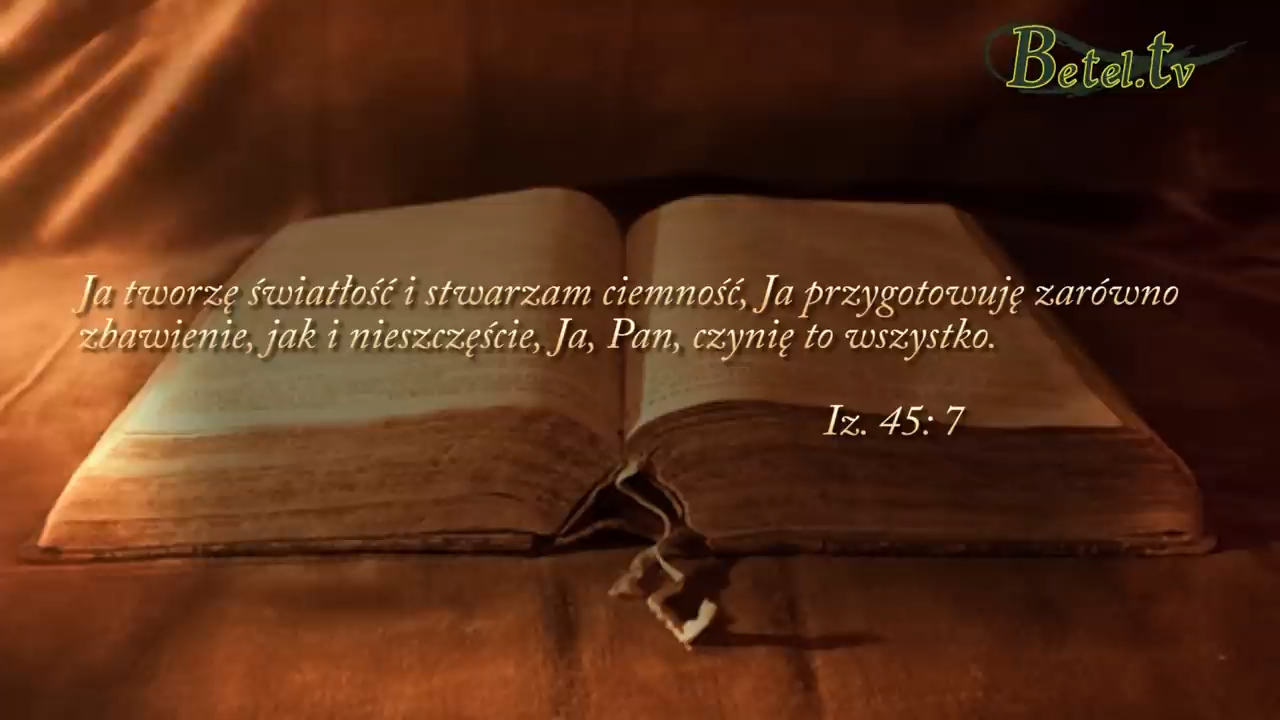 Betel.tv
Ja tworzę światłość i stwarzam ciemność, Ja przygotowuję zarówno
zbawienie, jak i nieszczęście, Ja, Pan, czynię to wszystko.
Iz. 45: 7